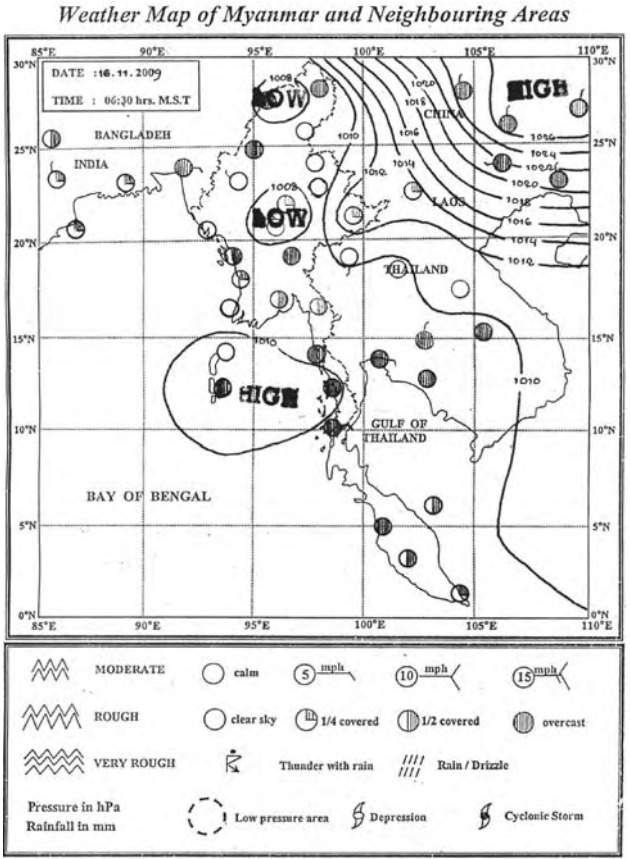 Weather Map of Myanmar and Neighbouring Areas
85°E 90°E 95°E 100°E 105°E 110°E
30°N 30°N
DATE : 16.11.2009
TIME : 06:30 hrs. M.S.T
1008
LOW
1020
1018
CHINA
HIGH
BANGLADEH
1010
1016
1026
25°N 25°N
INDIA
1012
1014
1024
1022
1020
1008
LOW
LAOS
1018
1016
20°N 20°N
1014
1012
THAILAND
15°N 15°N
1010
HIGH
1010
10°N 10°N
GULF OF
THAILAND
BAY OF BENGAL
5°N 5°N
0°N 0°N
85°E 90°E 95°E 100°E 105°E 110°E
MODERATE calm 5 mph 10 mph 15 mph
ROUGH clear sky 1/4 covered 1/2 covered overcast
VERY ROUGH Thunder with rain Rain / Drizzle
Pressure in hPa
Rainfall in mm
Low pressure area Depression Cyclonic Storm